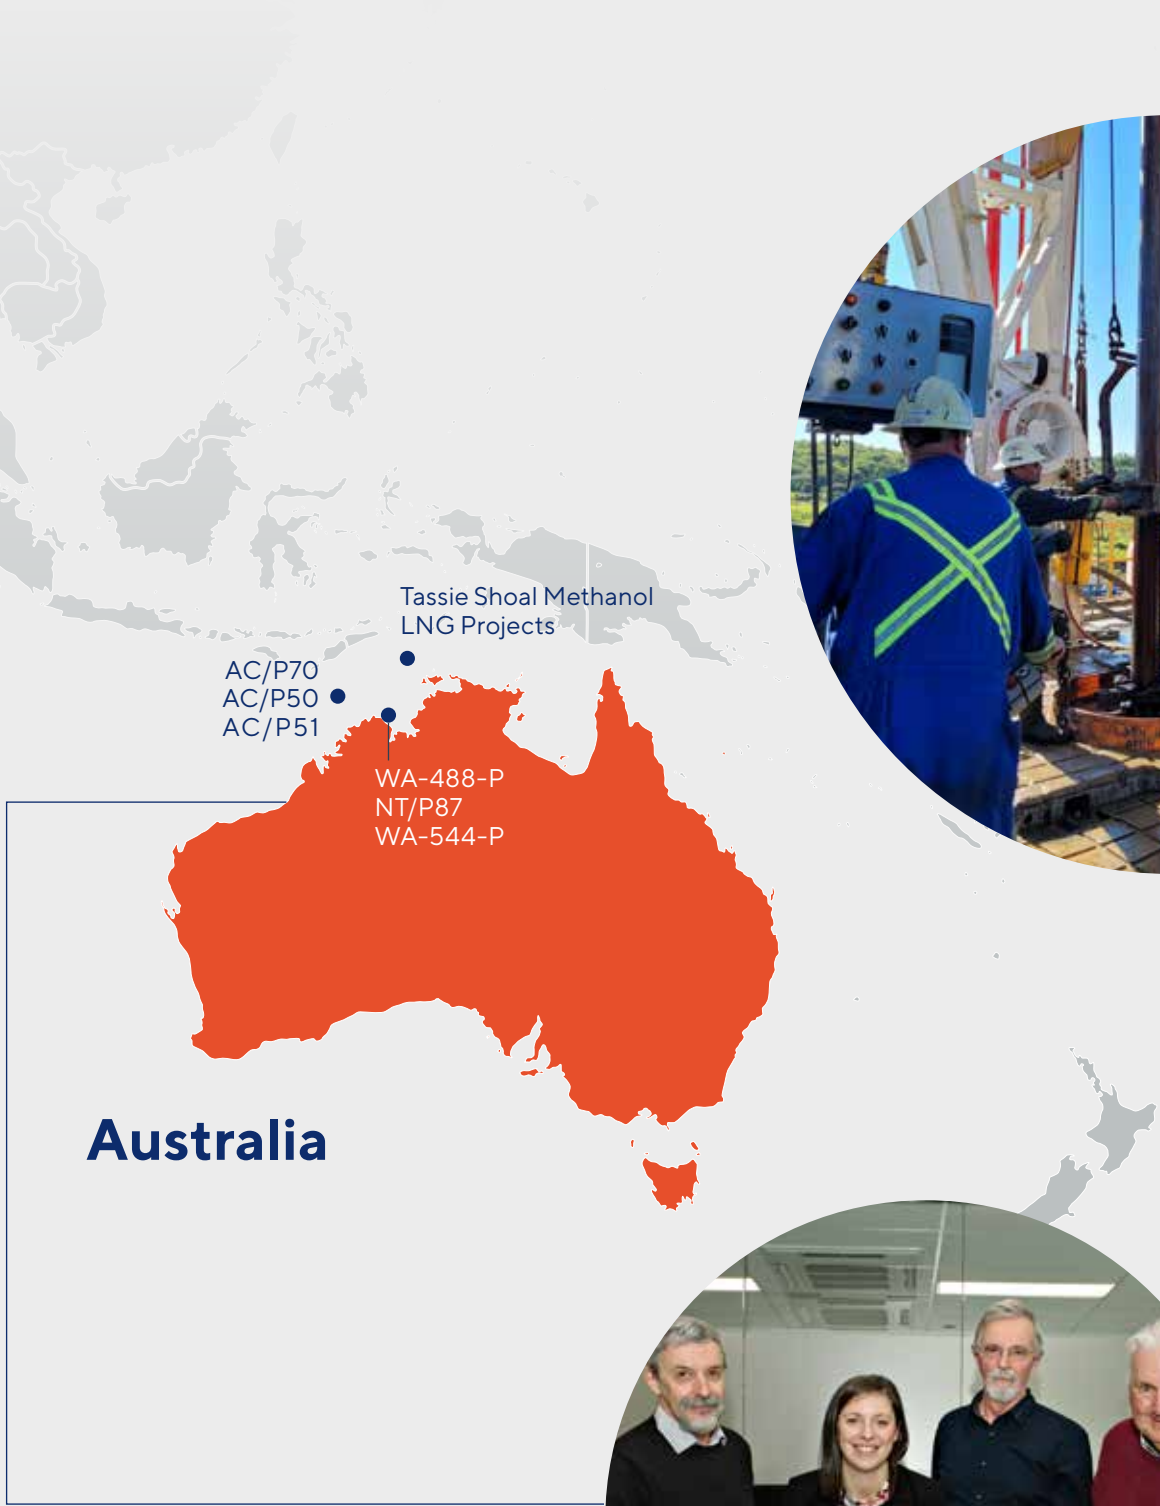 Tassie Shoal Methanol
LNG Projects
AC/P70
AC/P50
AC/P51
WA-488-P
NT/P87
WA-544-P
Australia